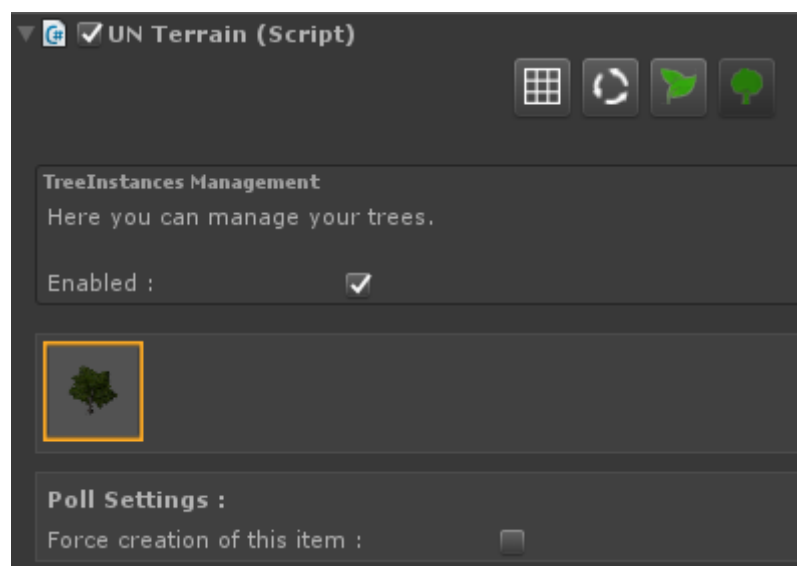 UN Terrain (Script)
TreeInstances Management
Here you can manage your trees.
Enabled :
Poll Settings :
Force creation of this item :